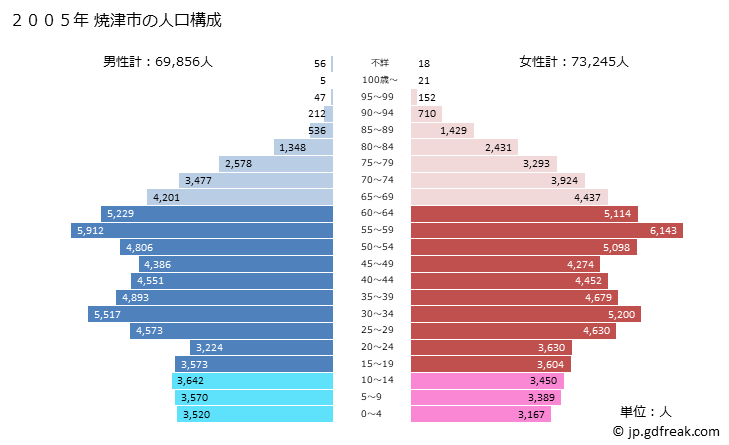 ２００５年 焼津市の人口構成
男性計：69,856人
女性計：73,245人
56 不詳 18
5 100歳～ 21
47 95～99 152
212 90～94 710
536 85～89 1,429
1,348 80～84 2,431
2,578 75～79 3,293
3,477 70～74 3,924
4,201 65～69 4,437
5,229 60～64 5,114
5,912 55～59 6,143
4,806 50～54 5,098
4,386 45～49 4,274
4,551 40～44 4,452
4,893 35～39 4,679
5,517 30～34 5,200
4,573 25～29 4,630
3,224 20～24 3,630
3,573 15～19 3,604
3,642 10～14 3,450
3,570 5～9 3,389
3,520 0～4 3,167
単位：人
© jp.gdfreak.com